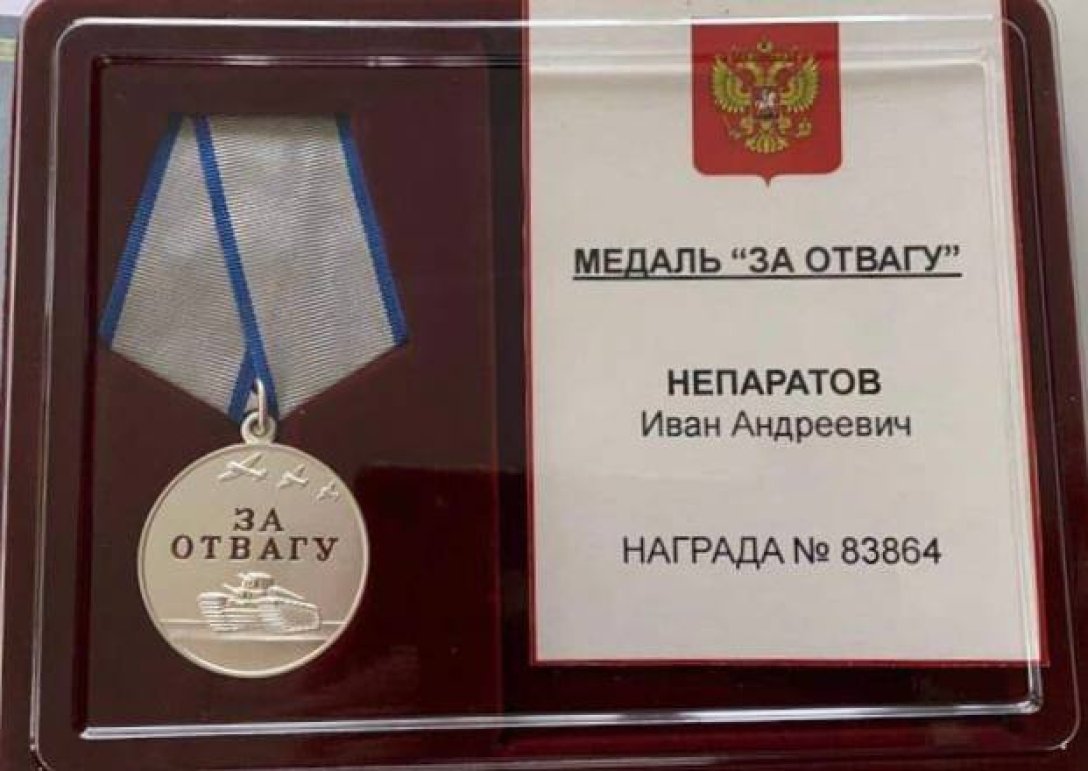 ЗА
ОТВАГУ
МЕДАЛЬ “ЗА ОТВАГУ”
НЕПАРАТОВ
Иван Андреевич
НАГРАДА № 83864